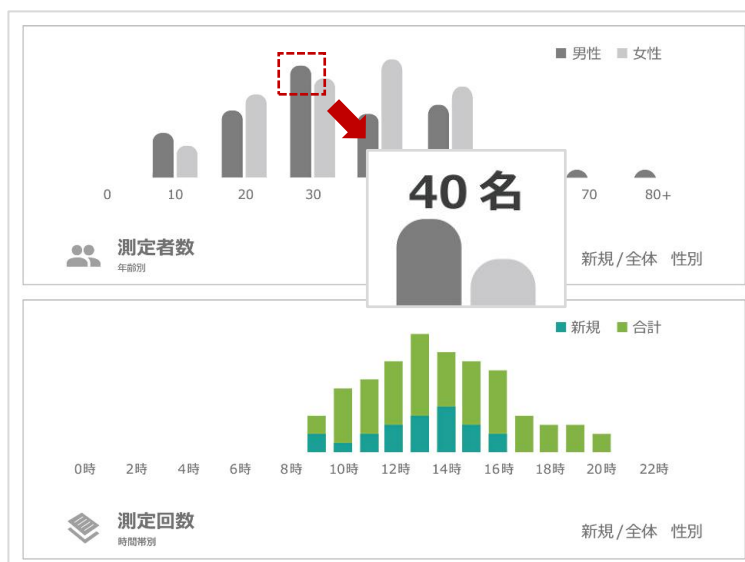 男性 女性
40 名
0 10 20 30 70 80+
測定者数
年齢別
新規/全体 性別
新規 合計
0時 2時 4時 6時 8時 10時 12時 14時 16時 18時 20時 22時
測定回数
時間帯別
新規/全体 性別